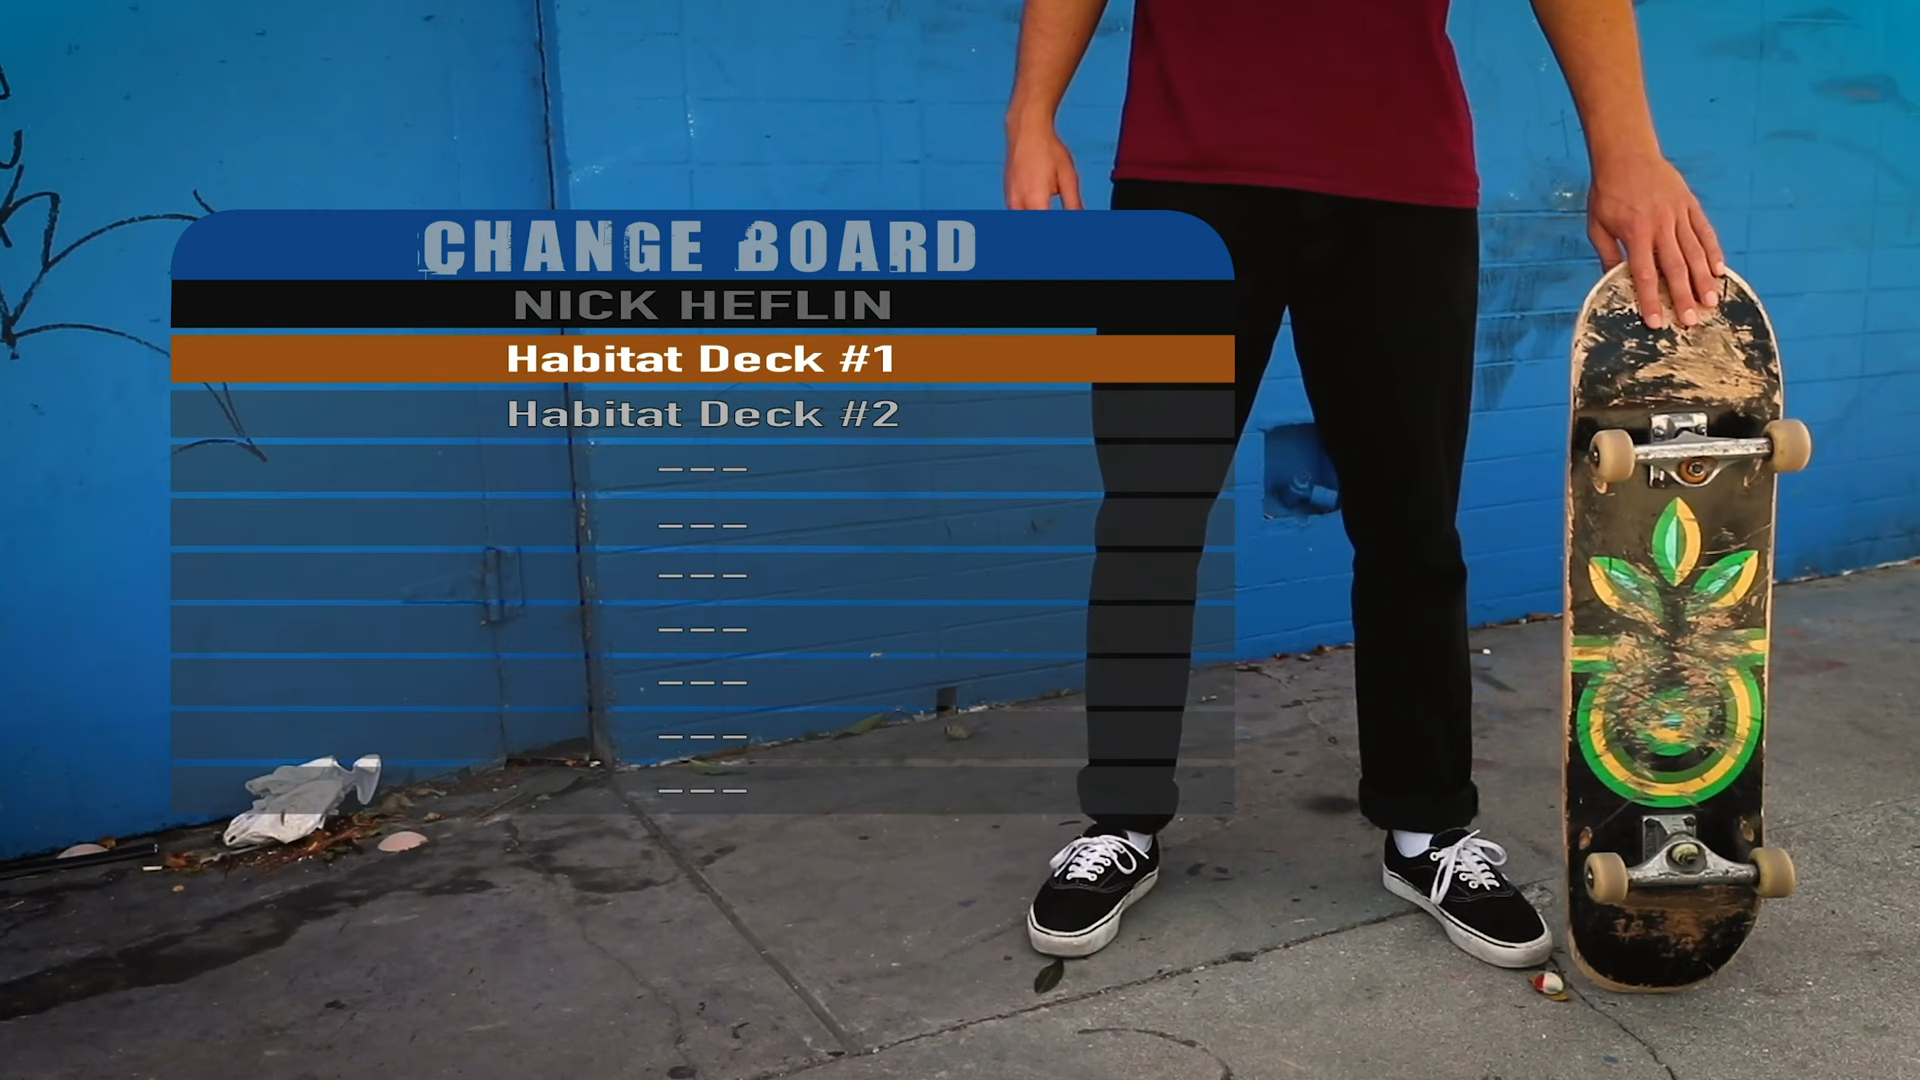 CHANGE BOARD
NICK HEFLIN
Habitat Deck #1
Habitat Deck #2
---
---
---
---
---
---
---